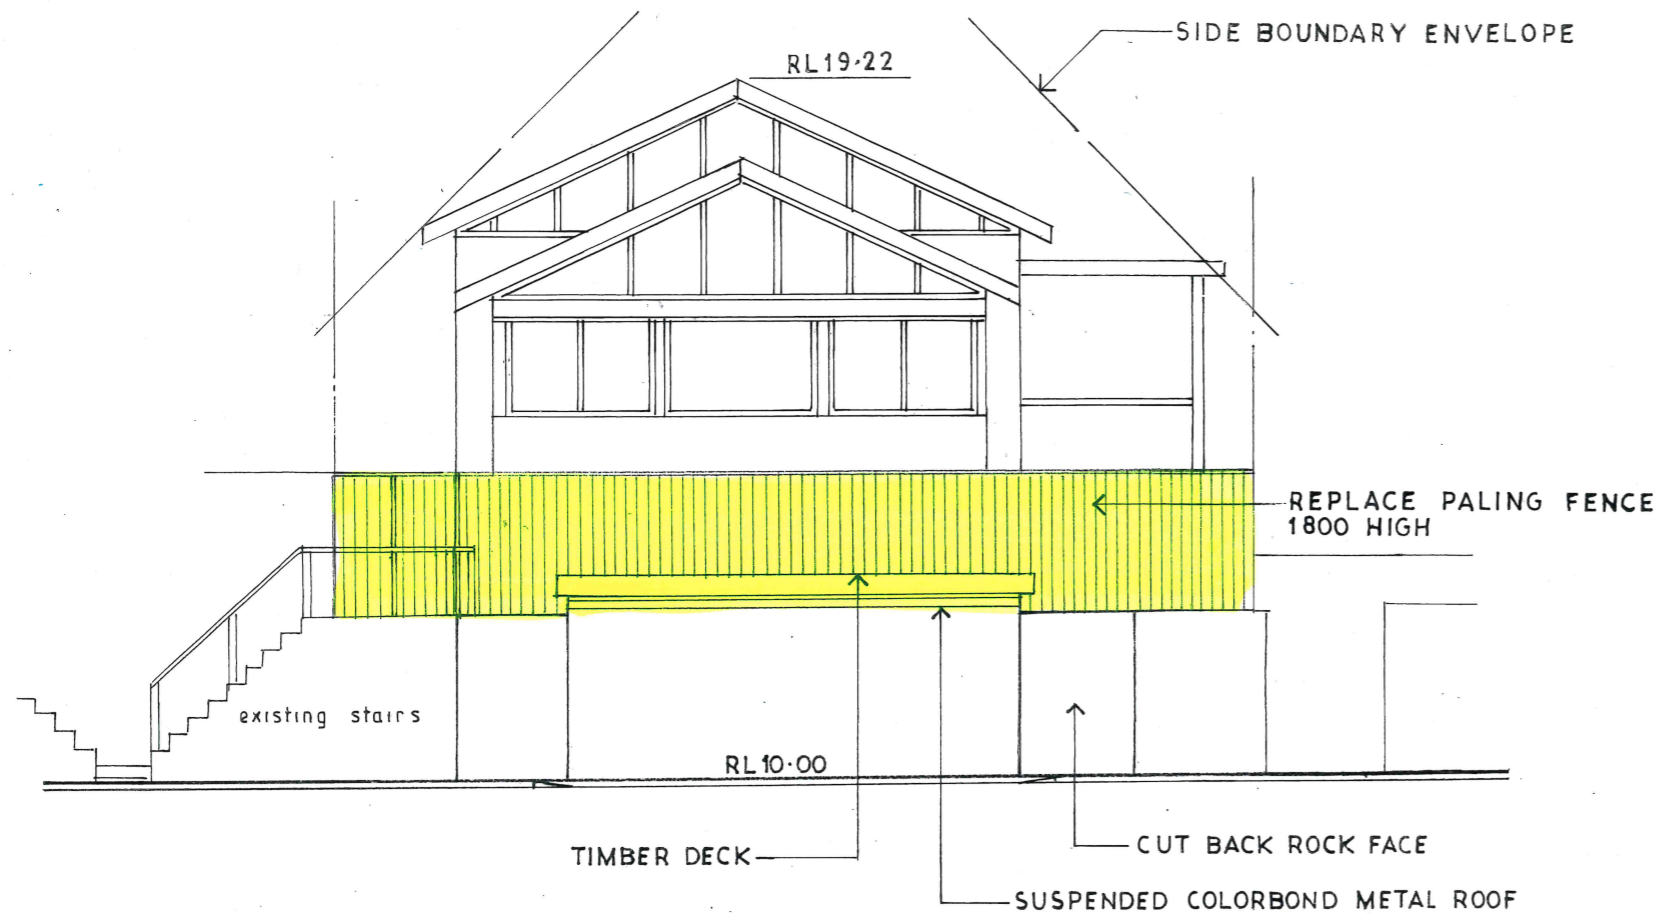 SIDE BOUNDARY ENVELOPE
RL19·22
REPLACE PALING FENCE
1800 HIGH
existing stairs
RL10·00
CUT BACK ROCK FACE
TIMBER DECK
SUSPENDED COLORBOND METAL ROOF